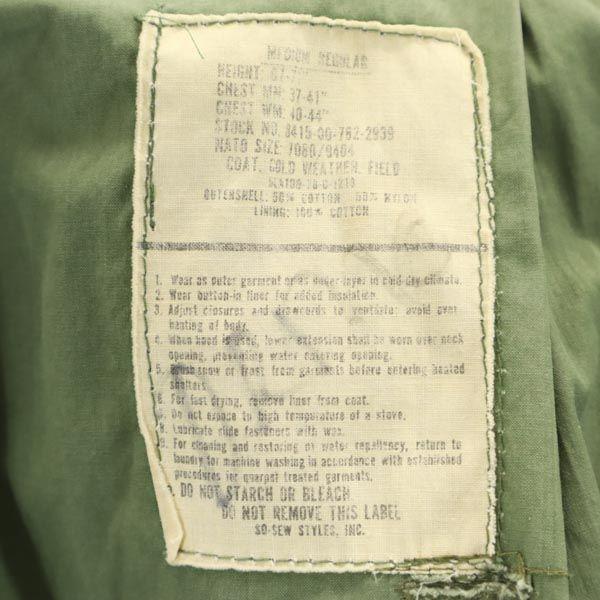 MEDIUM REGULAR
HEIGHT: 67-71"
CHEST MN: 37-41"
CHEST WM: 40-44"
STOCK NO. 8415-00-782-2939
NATO SIZE: 7080/9404
COAT, COLD WEATHER, FIELD
OUTERSHELL: 50% COTTON 50% NYLON
LINING: 100% COTTON
1. Wear as outer garment or as under layer in cold-dry climate.
2. Wear button-in liner for added insulation.
3. Adjust closures and drawcords to ventilate: avoid over
heating of body.
4. When hood is used, lower extension shall be worn over neck
opening, preventing water entering opening.
5. Brush snow or frost from garments before entering heated
shelters.
6. For fast drying, remove liner from coat.
7. Do not expose to high temperature of a stove.
8. Lubricate slide fasteners with wax.
9. For cleaning and restoring of water repellency, return to
laundry for machine washing in accordance with established
procedures for quarpel treated garments.
DO NOT STARCH OR BLEACH
DO NOT REMOVE THIS LABEL
SO-SEW STYLES, INC.